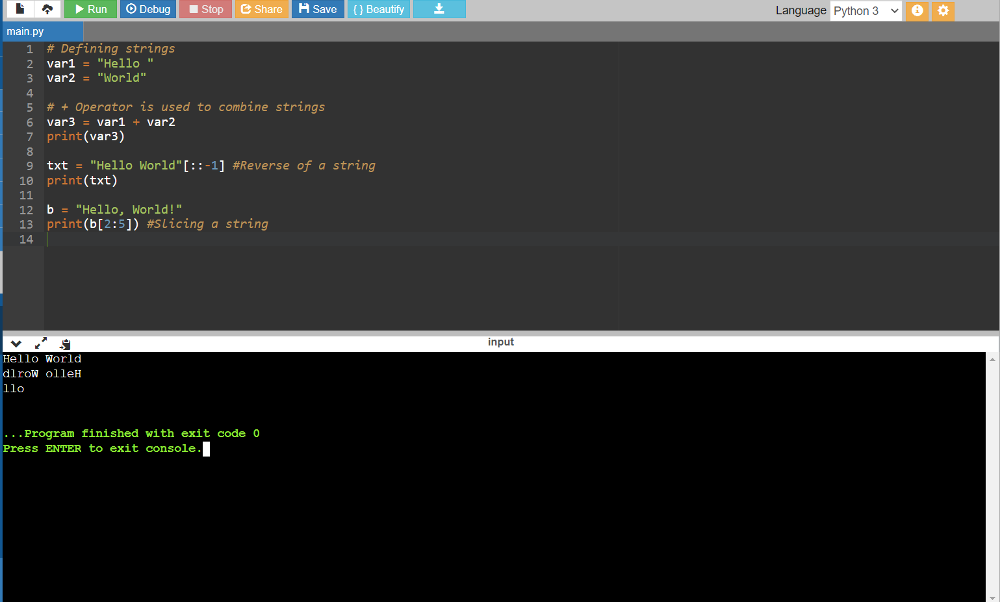 Run Debug Stop Share Save { } Beautify Language Python 3
main.py
1 # Defining strings
2 var1 = "Hello "
3 var2 = "World"
4
5 # + Operator is used to combine strings
6 var3 = var1 + var2
7 print(var3)
8
9 txt = "Hello World"[::-1] #Reverse of a string
10 print(txt)
11
12 b = "Hello, World!"
13 print(b[2:5]) #Slicing a string
14
input
Hello World
dlroW olleH
llo
...Program finished with exit code 0
Press ENTER to exit console.